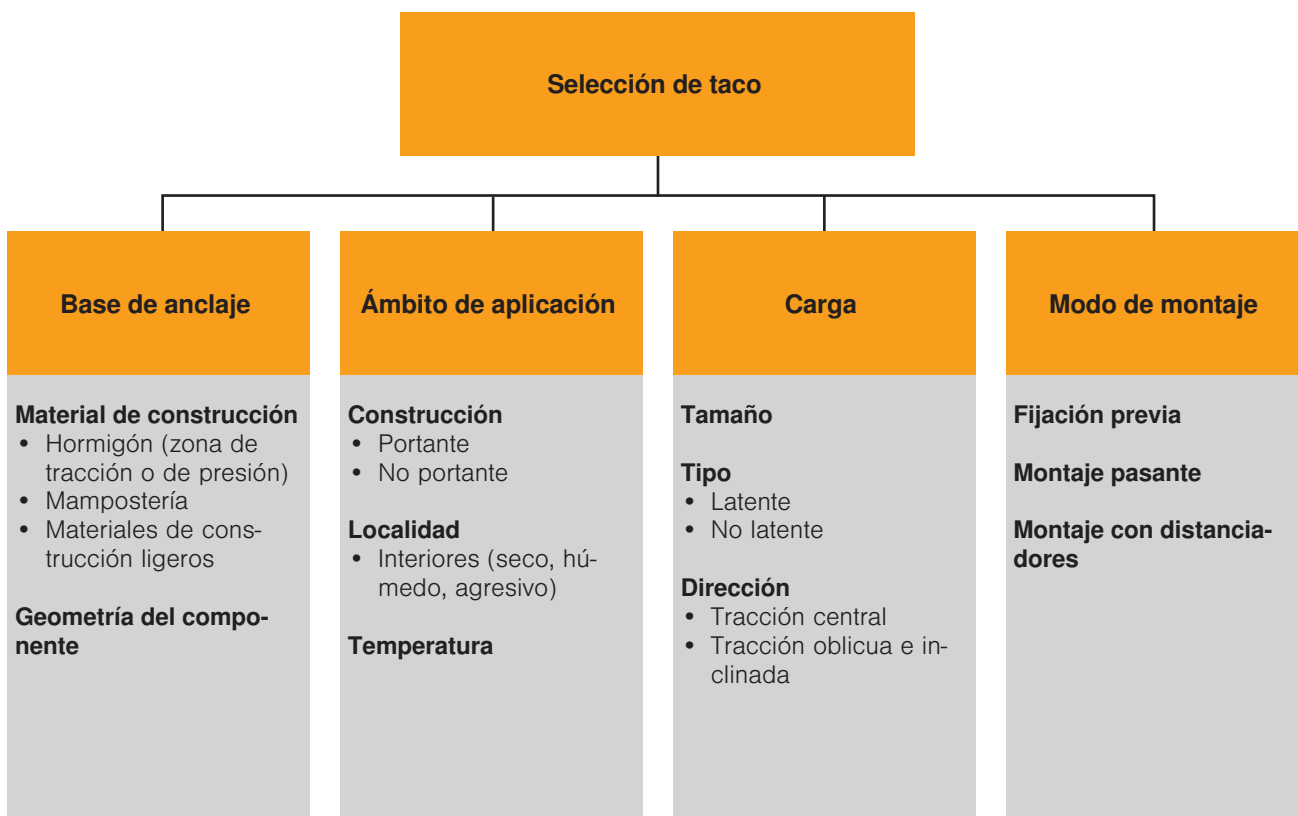 Selección de taco
Base de anclaje
Material de construcción
• Hormigón (zona de
tracción o de presión)
• Mampostería
• Materiales de cons-
trucción ligeros
Geometría del compo-
nente
Ámbito de aplicación
Construcción
• Portante
• No portante
Localidad
• Interiores (seco, hú-
medo, agresivo)
Temperatura
Carga
Tamaño
Tipo
• Latente
• No latente
Dirección
• Tracción central
• Tracción oblicua e in-
clinada
Modo de montaje
Fijación previa
Montaje pasante
Montaje con distancia-
dores